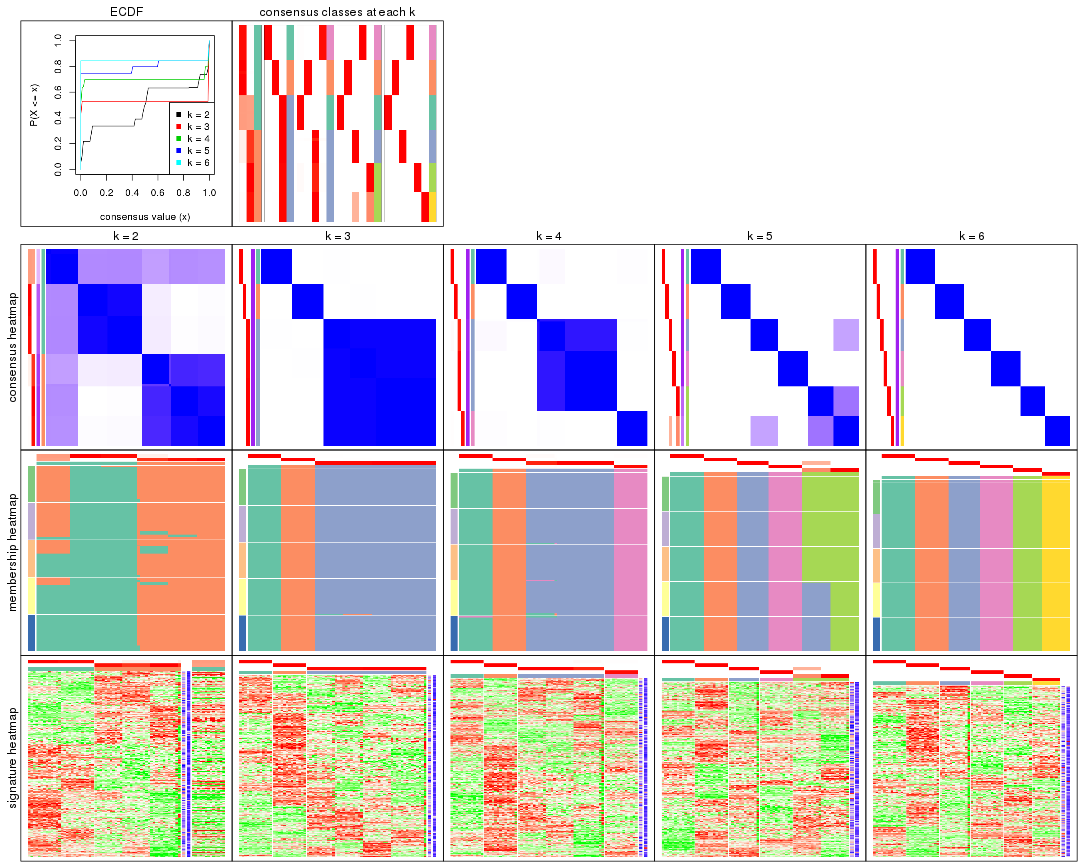 ECDF
consensus classes at each k
P(X <= x)
1.0
0.8
0.6
0.4
0.2
0.0
k = 2
k = 3
k = 4
k = 5
k = 6
0.0 0.2 0.4 0.6 0.8 1.0
consensus value (x)
k = 2
k = 3
k = 4
k = 5
k = 6
consensus heatmap
membership heatmap
signature heatmap